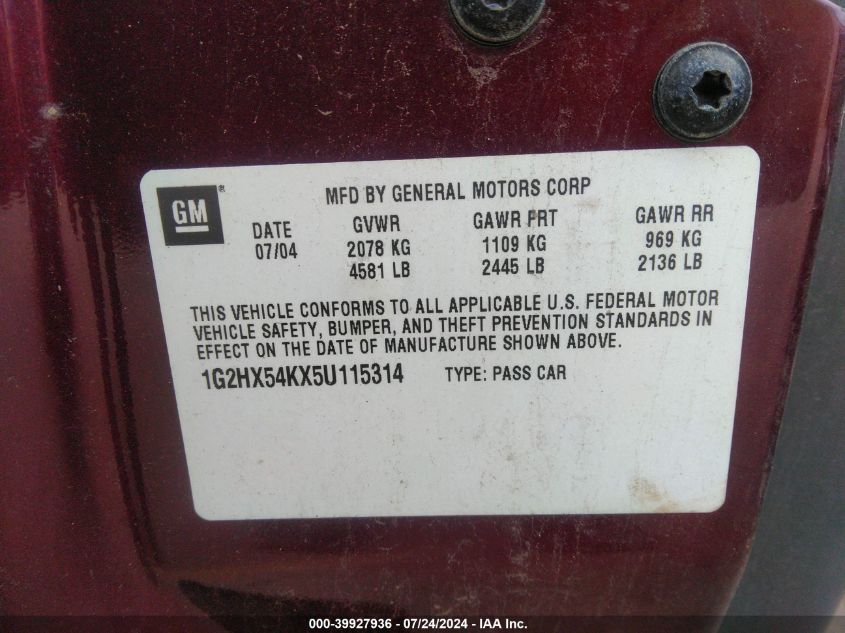 GM®
MFD BY GENERAL MOTORS CORP
DATE GVWR GAWR FRT GAWR RR
07/04 2078 KG 1109 KG 969 KG
4581 LB 2445 LB 2136 LB
THIS VEHICLE CONFORMS TO ALL APPLICABLE U.S. FEDERAL MOTOR
VEHICLE SAFETY, BUMPER, AND THEFT PREVENTION STANDARDS IN
EFFECT ON THE DATE OF MANUFACTURE SHOWN ABOVE.
1G2HX54KX5U115314 TYPE: PASS CAR
000-39927936 - 07/24/2024 - IAA Inc.